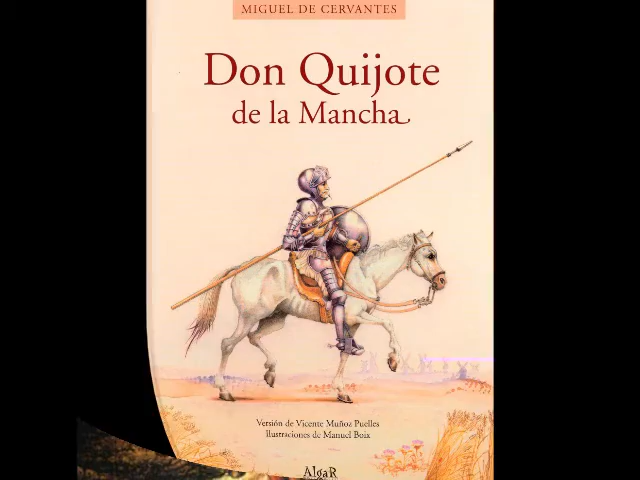 MIGUEL DE CERVANTES
Don Quijote
de la Mancha
Versión de Vicente Muñoz Puelles
Ilustraciones de Manuel Boix
AlgaR